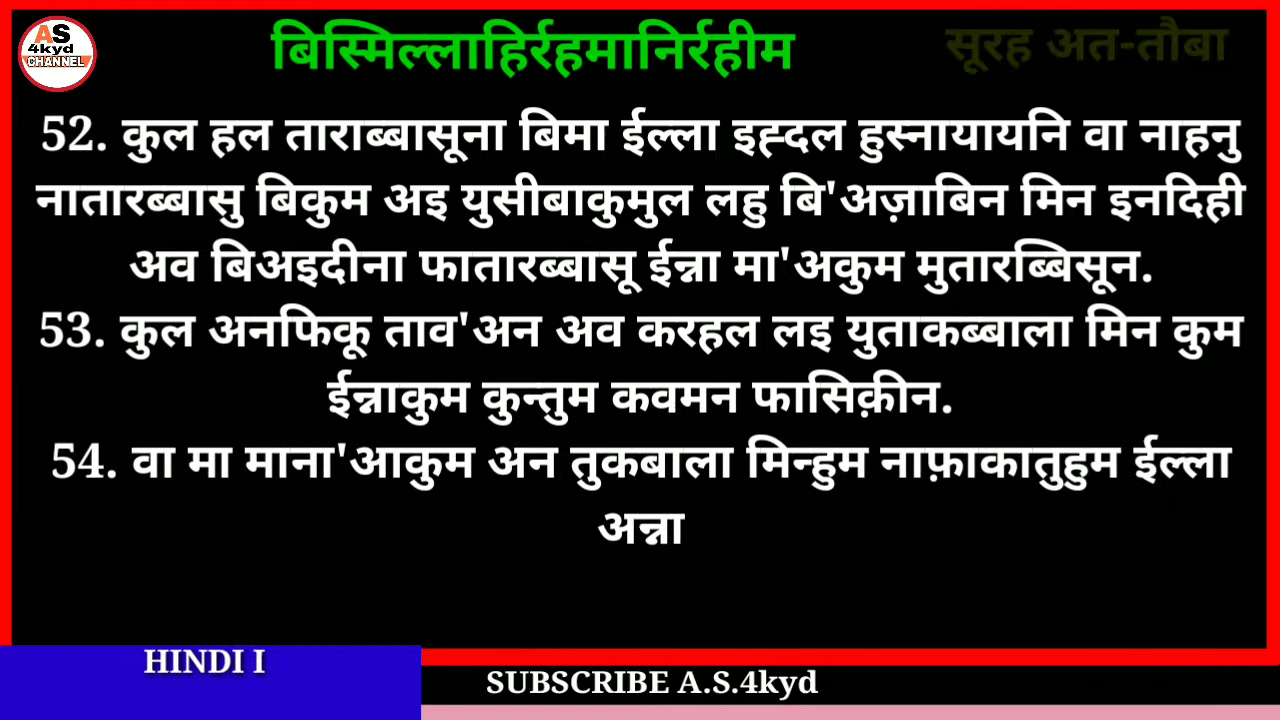 AS
4kyd
CHANNEL
बिस्मिल्लाहिर्रहमानिर्रहीम
सूरह अत-तौबा
52. कुल हल ताराब्बासूना बिमा ईल्ला इह्दल हुस्नायायनि वा नाहनु
नातारब्बासु बिकुम अइ युसीबाकुमुल लहु बि'अज़ाबिन मिन इनदिही
अव बिअइदीना फातारब्बासू ईन्ना मा'अकुम मुतारब्बिसून.
53. कुल अनफिकू ताव'अन अव करहल लइ युताकब्बाला मिन कुम
ईन्नाकुम कुन्तुम कवमन फासिक़ीन.
54. वा मा माना'आकुम अन तुकबाला मिन्हुम नाफ़ाकातुहुम ईल्ला
अन्ना
HINDI I
SUBSCRIBE A.S.4kyd